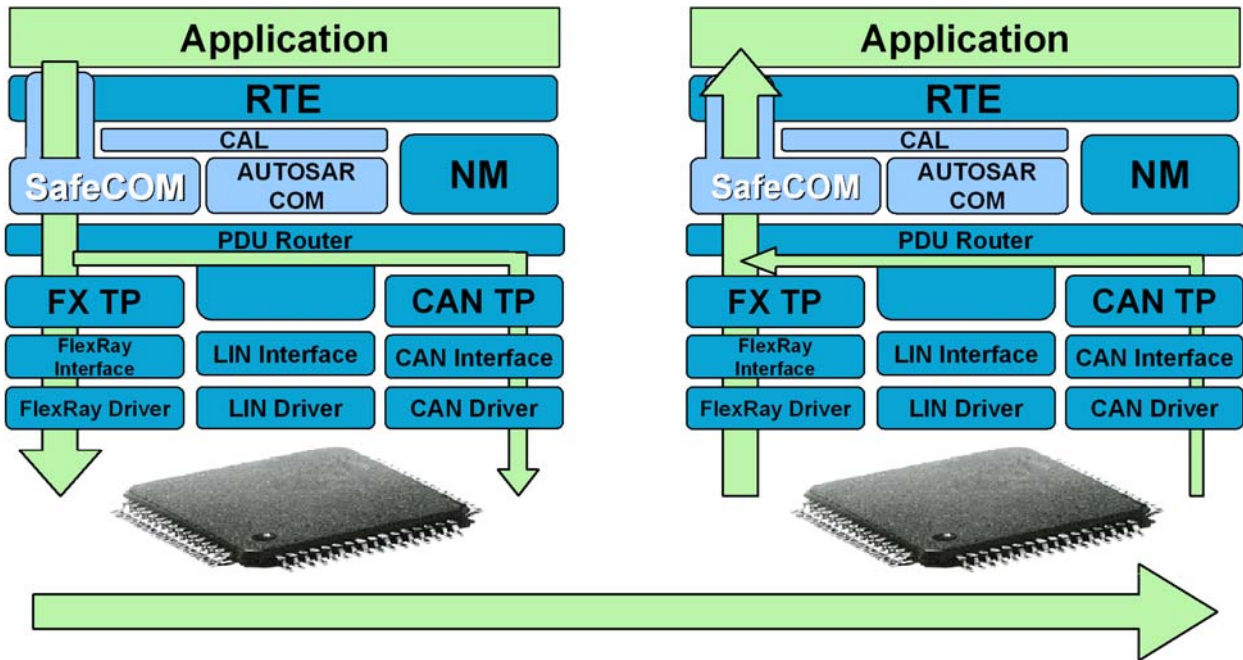 Application
RTE
CAL
SafeCOM
AUTOSAR
COM
NM
PDU Router
FX TP
CAN TP
FlexRay
Interface
LIN Interface
CAN Interface
FlexRay Driver
LIN Driver
CAN Driver
Application
RTE
CAL
SafeCOM
AUTOSAR
COM
NM
PDU Router
FX TP
CAN TP
FlexRay
Interface
LIN Interface
CAN Interface
FlexRay Driver
LIN Driver
CAN Driver